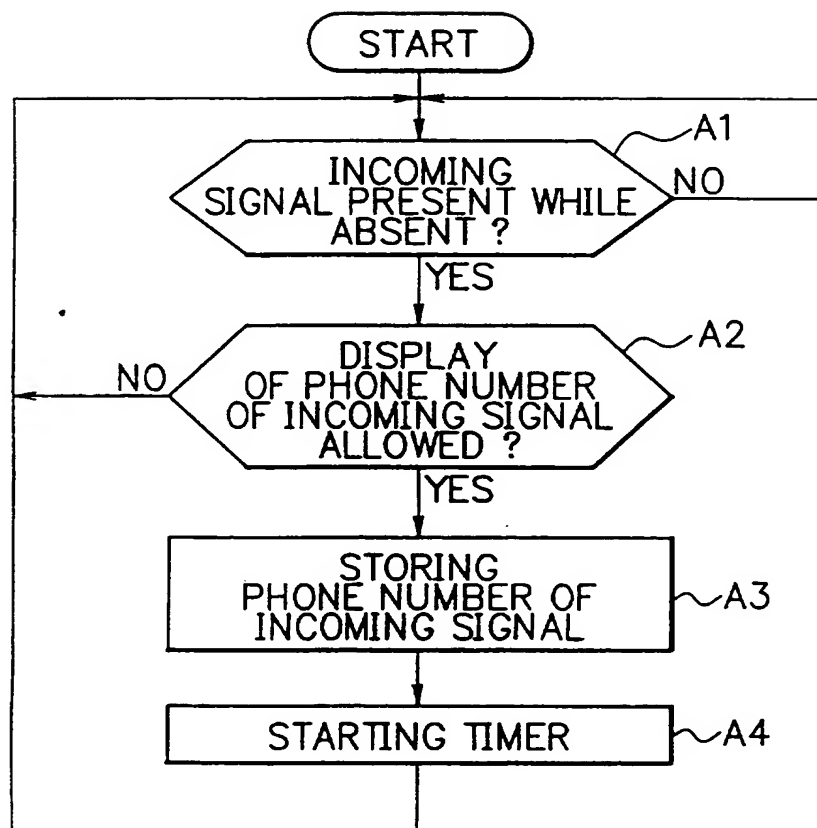 START
A1
INCOMING
SIGNAL PRESENT WHILE
ABSENT ?
NO
YES
A2
DISPLAY
OF PHONE NUMBER
OF INCOMING SIGNAL
ALLOWED ?
NO
YES
STORING
PHONE NUMBER OF
INCOMING SIGNAL
A3
STARTING TIMER
A4